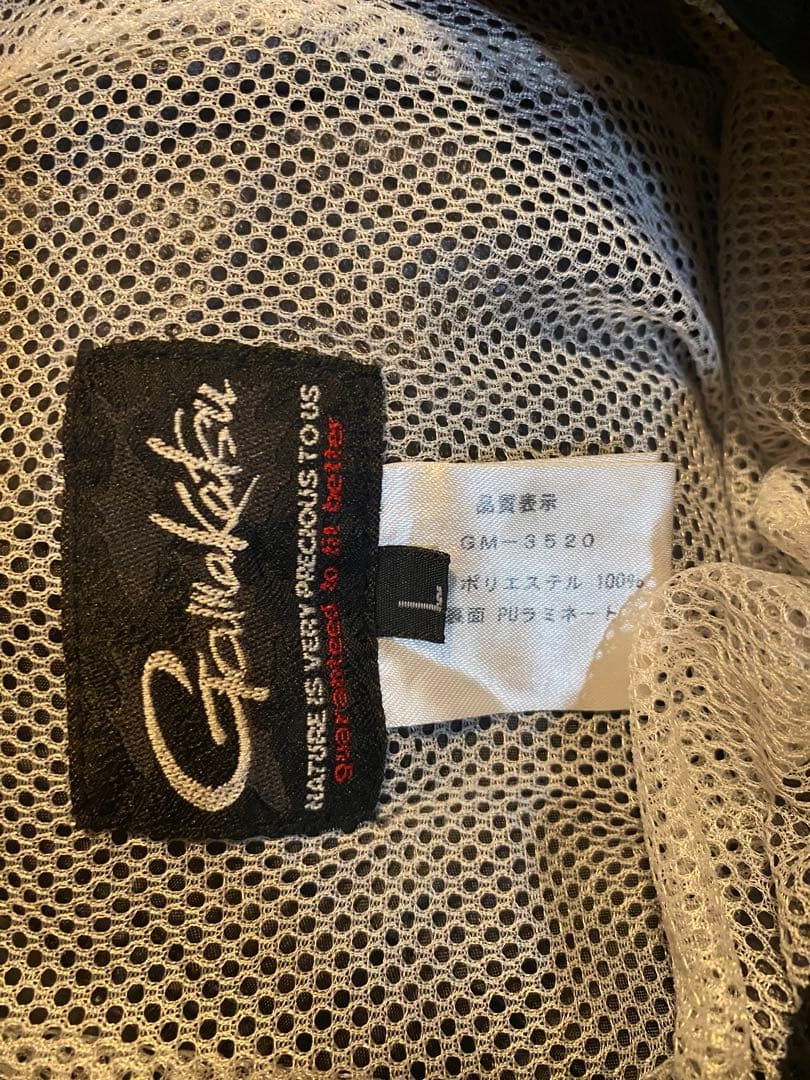 Gamakatsu
NATURE IS VERY PRECIOUS TO US
guaranteed to fit better
L
品質表示
GM-3520
ポリエステル 100%
裏面 PUラミネート